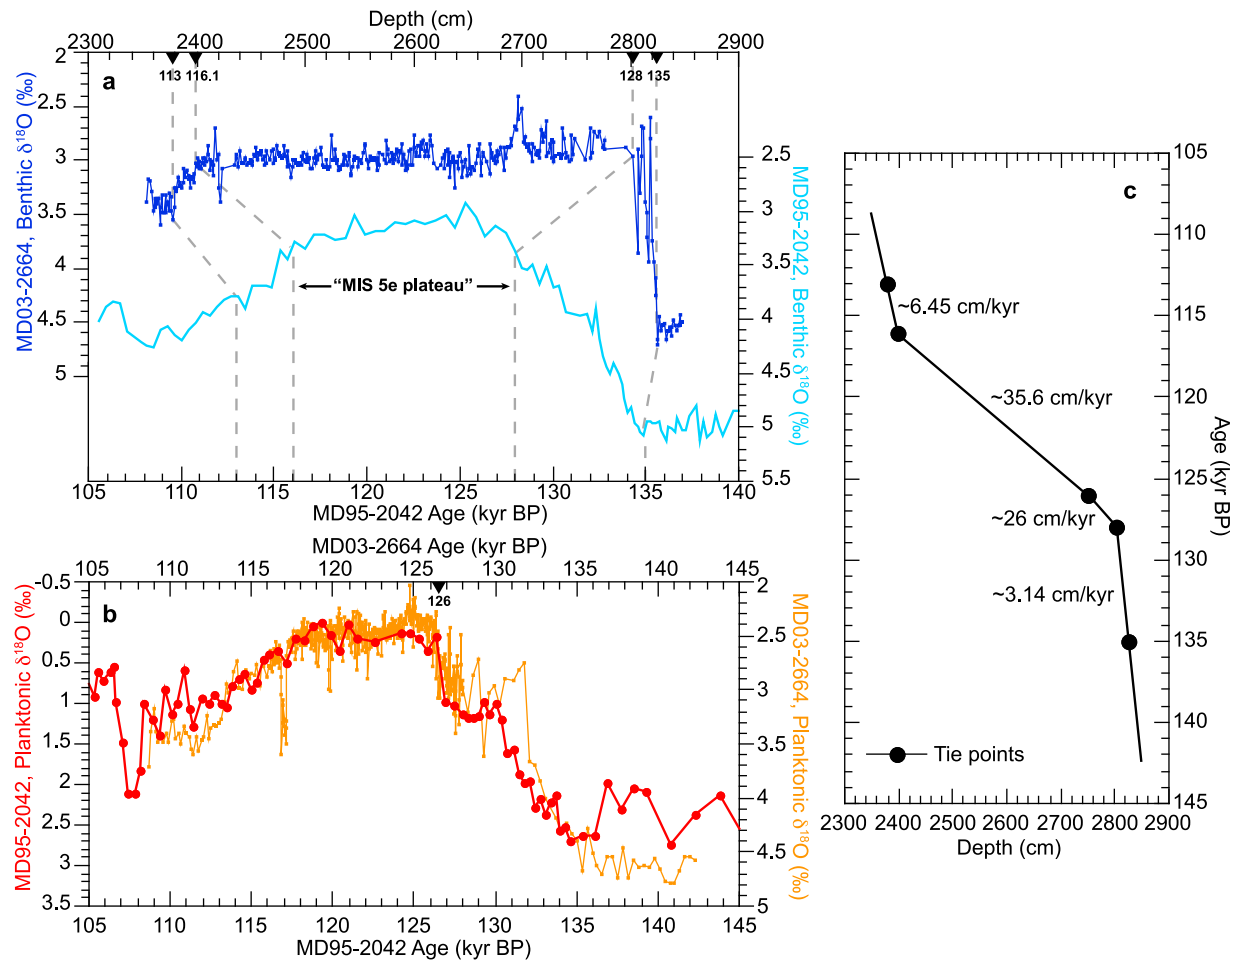 Depth (cm)
2300 2400 2500 2600 2700 2800 2900
113 116.1 128 135
a
2
2.5
3
3.5
4
4.5
5
MD03-2664, Benthic δ18O (‰)
2.5
3
3.5
4
4.5
5
5.5
MD95-2042, Benthic δ18O (‰)
“MIS 5e plateau”
105 110 115 120 125 130 135 140
MD95-2042 Age (kyr BP)
MD03-2664 Age (kyr BP)
105 110 115 120 125 130 135 140 145
126
b
-0.5
0
0.5
1
1.5
2
2.5
3
3.5
MD95-2042, Planktonic δ18O (‰)
2
2.5
3
3.5
4
4.5
5
MD03-2664, Planktonic δ18O (‰)
105 110 115 120 125 130 135 140 145
MD95-2042 Age (kyr BP)
c
~6.45 cm/kyr
~35.6 cm/kyr
~26 cm/kyr
~3.14 cm/kyr
Tie points
105
110
115
120
125
130
135
140
145
Age (kyr BP)
2300 2400 2500 2600 2700 2800 2900
Depth (cm)